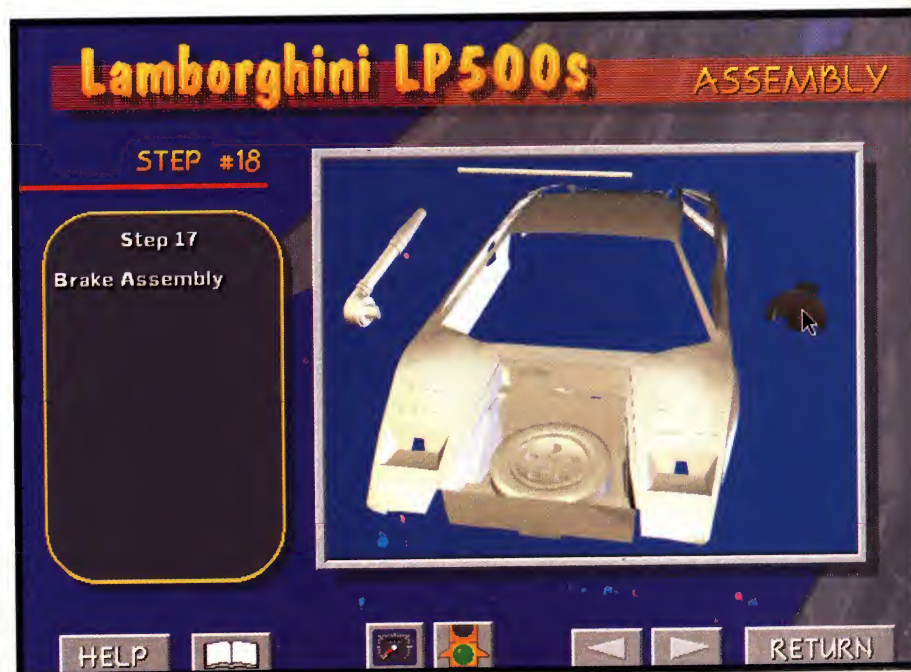 Lamborghini LP500s
ASSEMBLY
STEP #18
Step 17
Brake Assembly
HELP
RETURN